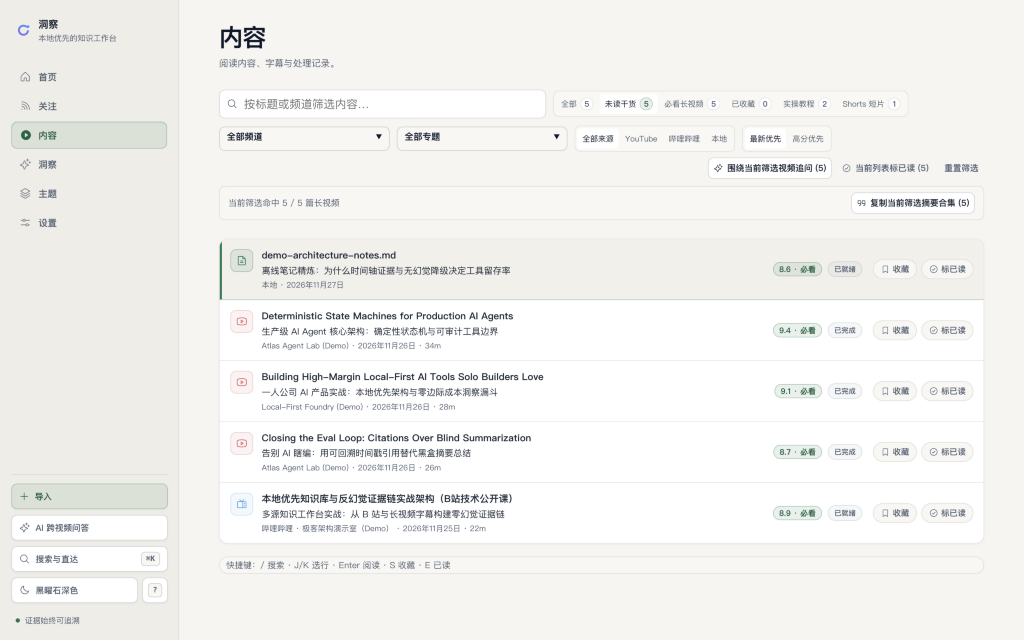 洞察
本地优先的知识工作台
首页
关注
内容
洞察
主题
设置
导入
AI 跨视频问答
搜索与直达 ⌘K
黑曜石深色 ?
证据始终可追溯
内容
阅读内容、字幕与处理记录。
按标题或频道筛选内容...
全部 5 未读干货 5 必看长视频 5 已收藏 0 实操教程 2 Shorts 短片 1
全部频道 ▼ 全部专题 ▼ 全部来源 YouTube 哔哩哔哩 本地 最新优先 高分优先
围绕当前筛选视频追问 (5) 当前列表标已读 (5) 重置筛选
当前筛选命中 5 / 5 篇长视频 复制当前筛选摘要合集 (5)
demo-architecture-notes.md
离线笔记精炼：为什么时间轴证据与无幻觉降级决定工具留存率
本地 · 2026年11月27日
8.6 · 必看 已就绪 收藏 标已读
Deterministic State Machines for Production AI Agents
生产级 AI Agent 核心架构：确定性状态机与可审计工具边界
Atlas Agent Lab (Demo) · 2026年11月26日 · 34m
9.4 · 必看 已完成 收藏 标已读
Building High-Margin Local-First AI Tools Solo Builders Love
一人公司 AI 产品实战：本地优先架构与零边际成本洞察漏斗
Local-First Foundry (Demo) · 2026年11月26日 · 28m
9.1 · 必看 已完成 收藏 标已读
Closing the Eval Loop: Citations Over Blind Summarization
告别 AI 瞎编：用可回溯时间戳引用替代黑盒摘要总结
Atlas Agent Lab (Demo) · 2026年11月26日 · 26m
8.7 · 必看 已完成 收藏 标已读
本地优先知识库与反幻觉证据链实战架构（B站技术公开课）
多源知识工作台实战：从 B 站与长视频字幕构建零幻觉证据链
哔哩哔哩 · 极客架构演示室（Demo） · 2026年11月25日 · 22m
8.9 · 必看 已就绪 收藏 标已读
快捷键：/ 搜索 · J/K 选行 · Enter 阅读 · S 收藏 · E 已读